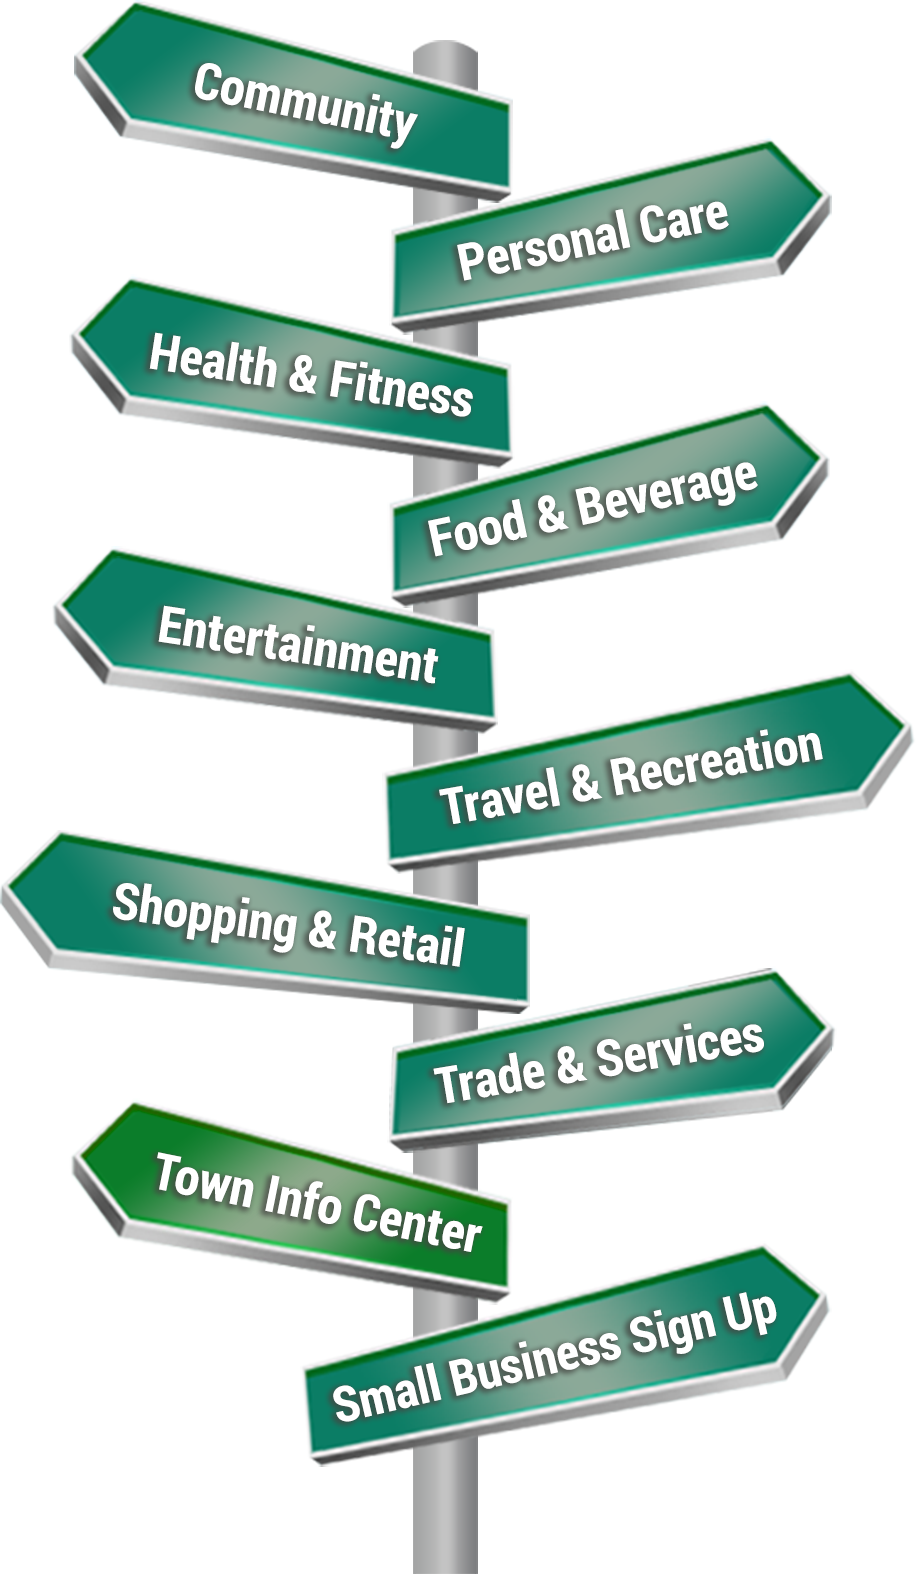 Community
Personal Care
Health & Fitness
Food & Beverage
Entertainment
Travel & Recreation
Shopping & Retail
Trade & Services
Town Info Center
Small Business Sign Up